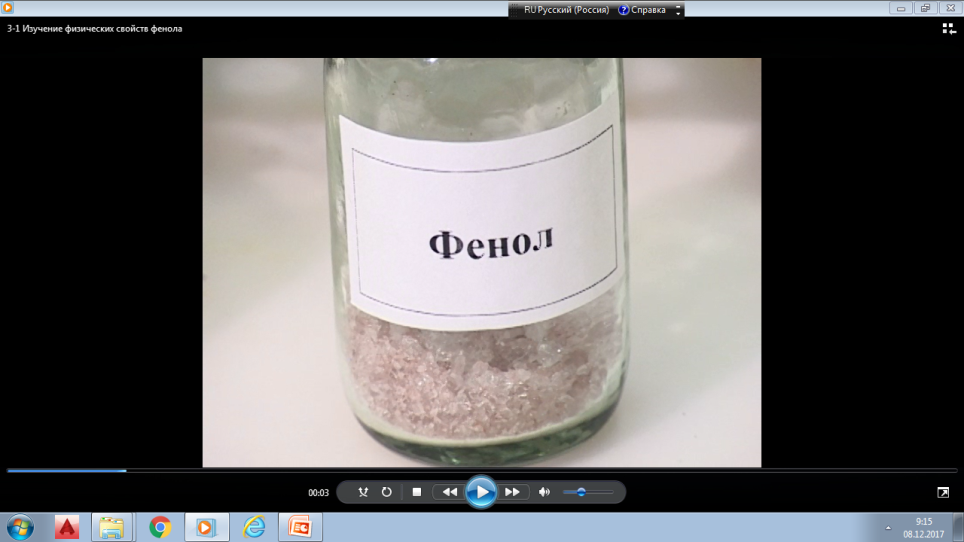 RU Русский (Россия) ? Справка
3-1 Изучение физических свойств фенола
Фенол
00:03
9:15
08.12.2017